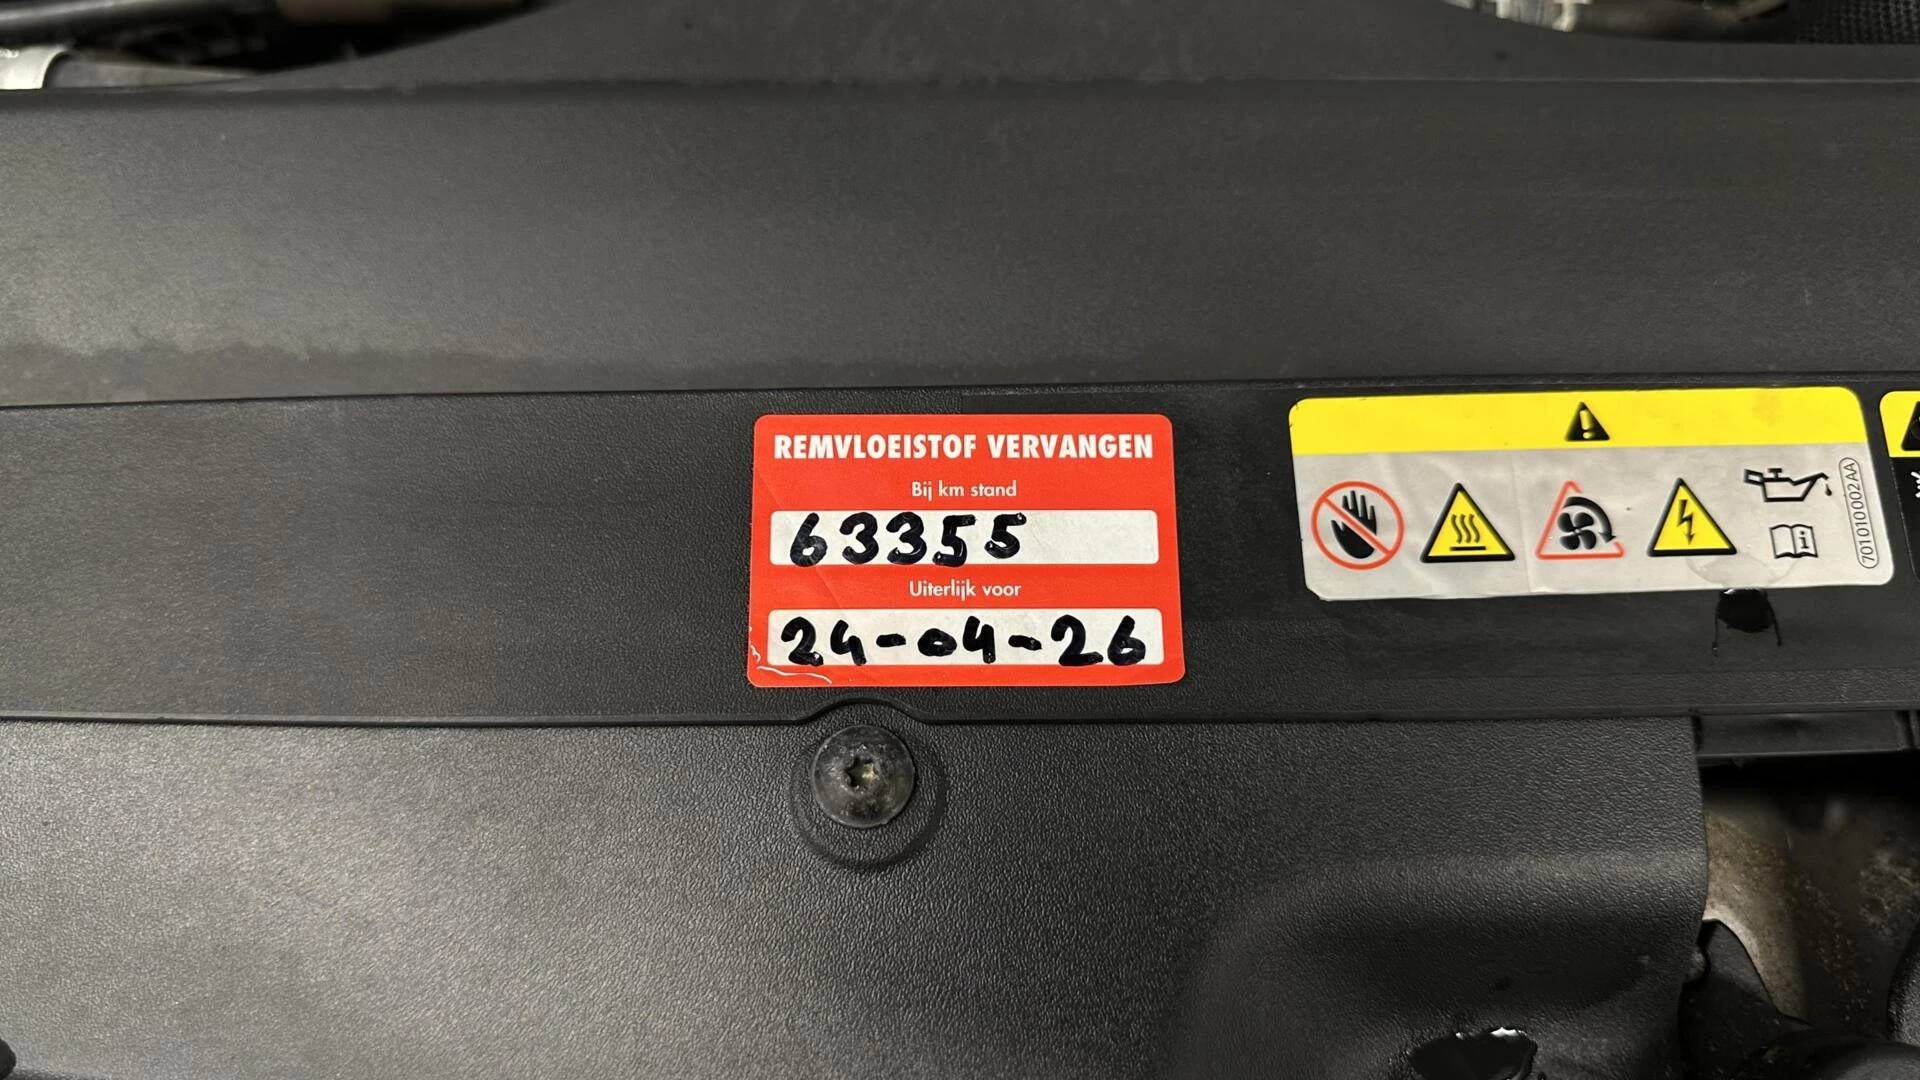 REMVLOEISTOF VERVANGEN
Bij km stand
63355
Uiterlijk voor
24-04-26
701010002AA